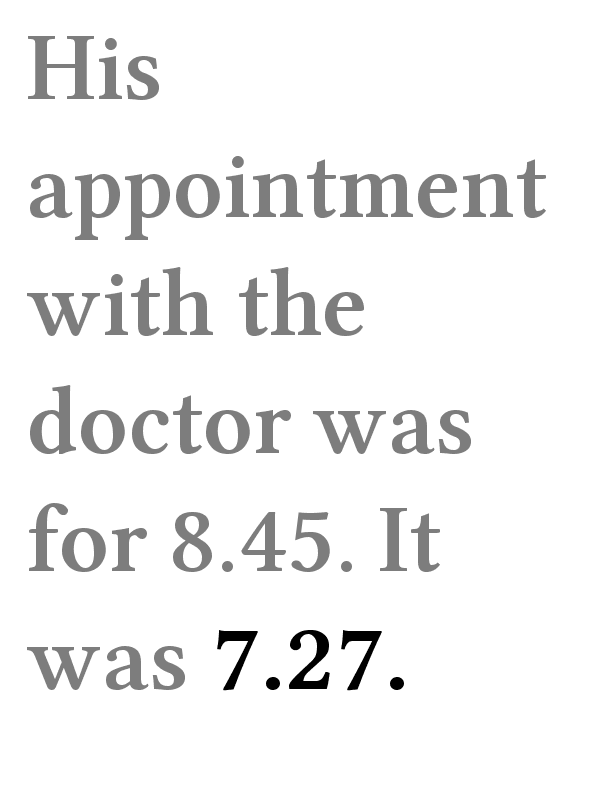 His
appointment
with the
doctor was
for 8.45. It
was 7.27.